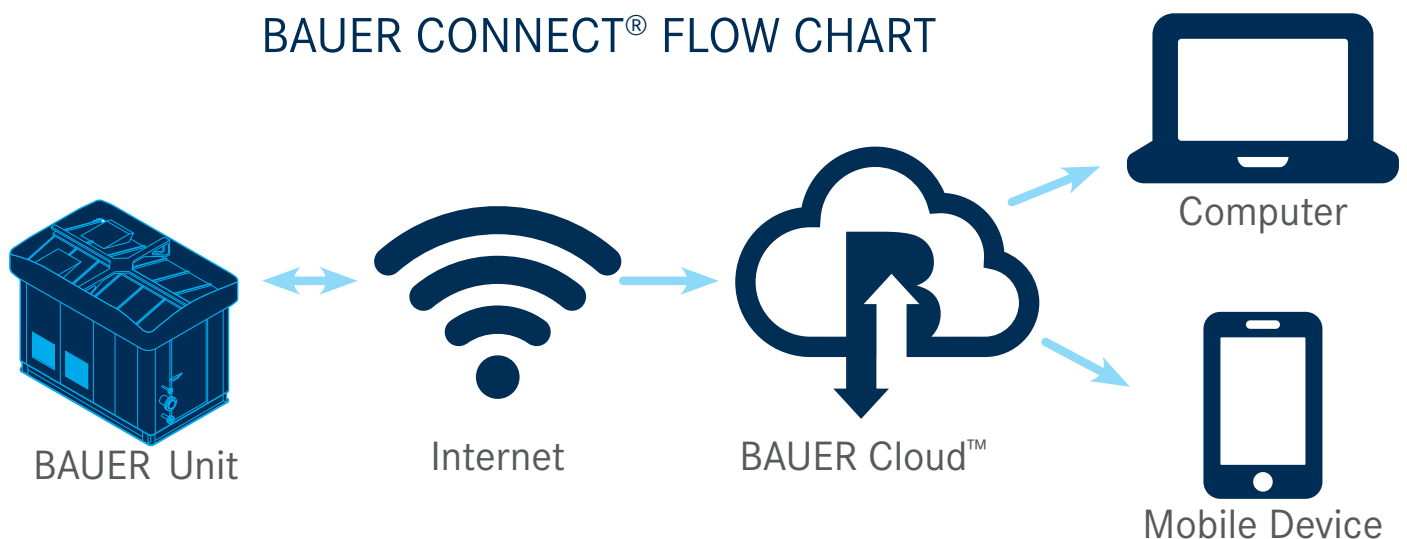 BAUER CONNECT® FLOW CHART
Computer
BAUER Unit
Internet
BAUER Cloud™
Mobile Device